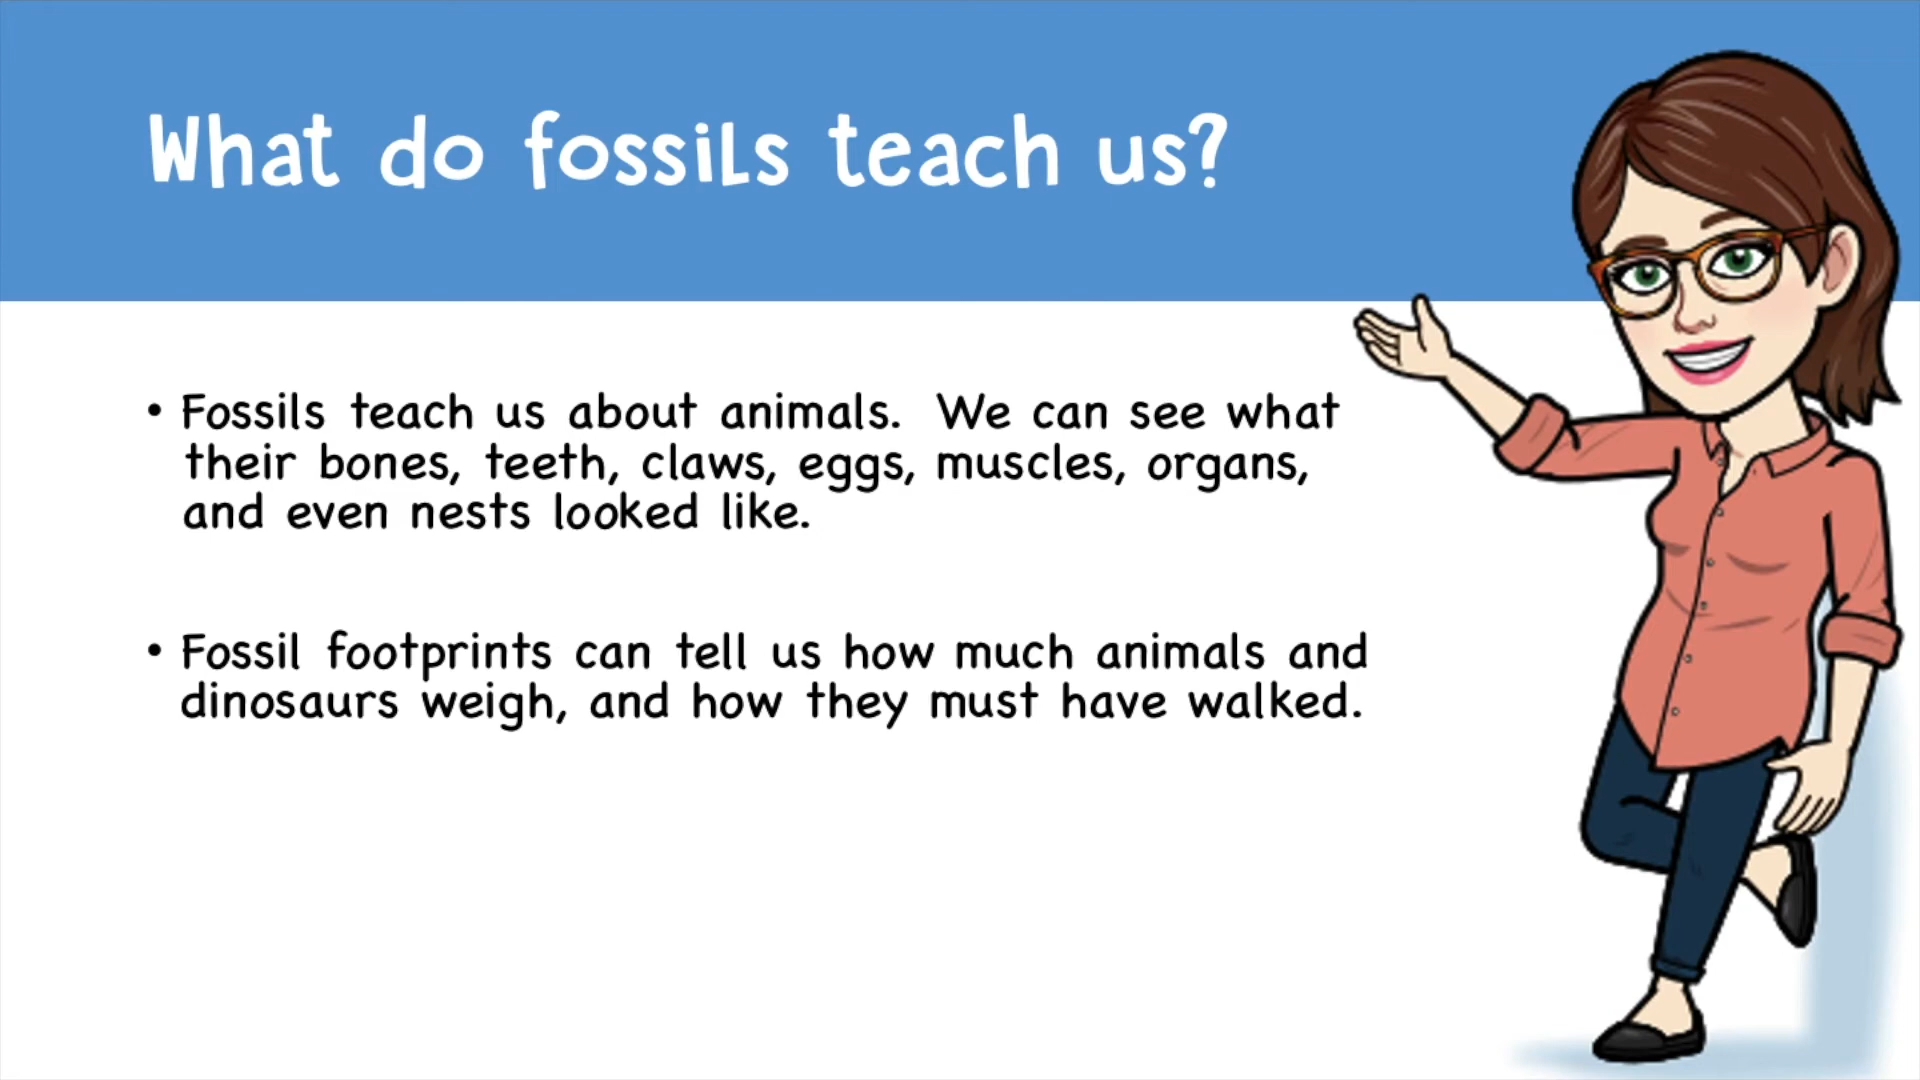 What do fossils teach us?
• Fossils teach us about animals.  We can see what
their bones, teeth, claws, eggs, muscles, organs,
and even nests looked like.
• Fossil footprints can tell us how much animals and
dinosaurs weigh, and how they must have walked.